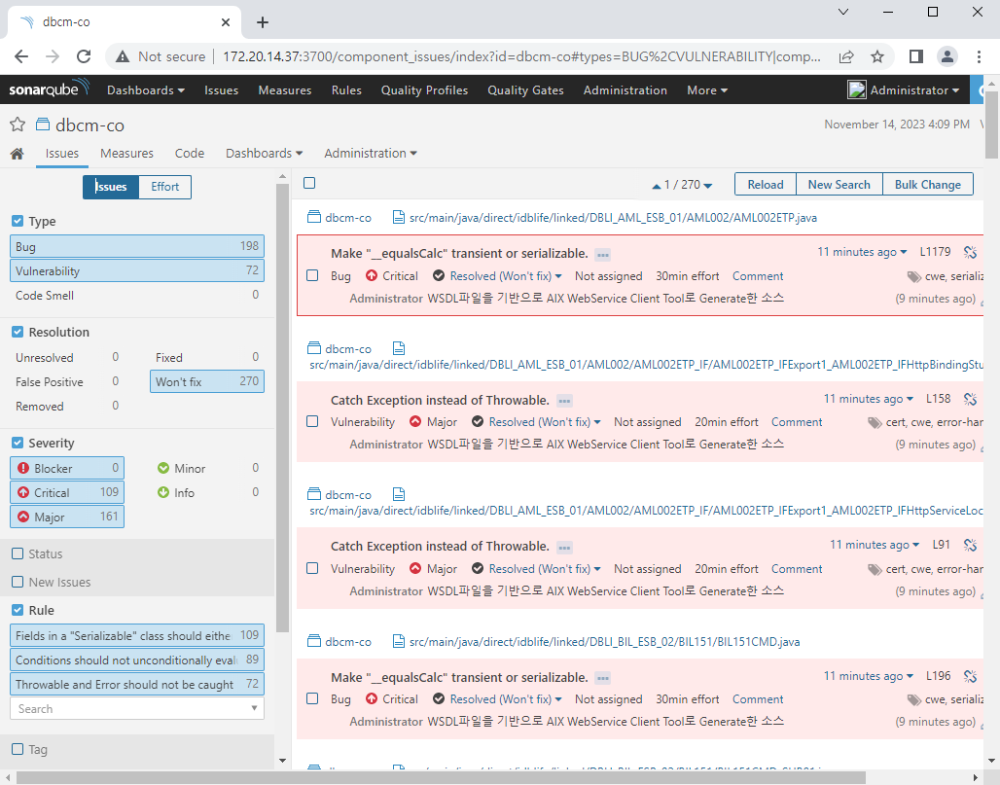 dbcm-co
Not secure 172.20.14.37:3700/component_issues/index?id=dbcm-co#types=BUG%2CVULNERABILITY|comp...
sonarqube Dashboards Issues Measures Rules Quality Profiles Quality Gates Administration More Administrator
dbcm-co November 14, 2023 4:09 PM
Issues Measures Code Dashboards Administration
Issues Effort
Type
Bug 198
Vulnerability 72
Code Smell 0
Resolution
Unresolved 0 Fixed 0
False Positive 0 Won't fix 270
Removed 0
Severity
Blocker 0 Minor 0
Critical 109 Info 0
Major 161
Status
New Issues
Rule
Fields in a "Serializable" class should eithe 109
Conditions should not unconditionally eval 89
Throwable and Error should not be caught 72
Search
Tag
1 / 270 Reload New Search Bulk Change
dbcm-co src/main/java/direct/idblife/linked/DBLI_AML_ESB_01/AML002/AML002ETP.java
Make "__equalsCalc" transient or serializable. ... 11 minutes ago L1179
Bug Critical Resolved (Won't fix) Not assigned 30min effort Comment cwe, serializ
Administrator WSDL파일을 기반으로 AIX WebService Client Tool로 Generate한 소스 (9 minutes ago)
dbcm-co
src/main/java/direct/idblife/linked/DBLI_AML_ESB_01/AML002/AML002ETP_IF/AML002ETP_IFExport1_AML002ETP_IFHttpBindingStu
Catch Exception instead of Throwable. ... 11 minutes ago L158
Vulnerability Major Resolved (Won't fix) Not assigned 20min effort Comment cert, cwe, error-han
Administrator WSDL파일을 기반으로 AIX WebService Client Tool로 Generate한 소스 (9 minutes ago)
dbcm-co
src/main/java/direct/idblife/linked/DBLI_AML_ESB_01/AML002/AML002ETP_IF/AML002ETP_IFExport1_AML002ETP_IFHttpServiceLoc
Catch Exception instead of Throwable. ... 11 minutes ago L91
Vulnerability Major Resolved (Won't fix) Not assigned 20min effort Comment cert, cwe, error-han
Administrator WSDL파일을 기반으로 AIX WebService Client Tool로 Generate한 소스 (9 minutes ago)
dbcm-co src/main/java/direct/idblife/linked/DBLI_BIL_ESB_02/BIL151/BIL151CMD.java
Make "__equalsCalc" transient or serializable. ... 11 minutes ago L196
Bug Critical Resolved (Won't fix) Not assigned 30min effort Comment cwe, serializ
Administrator WSDL파일을 기반으로 AIX WebService Client Tool로 Generate한 소스 (9 minutes ago)